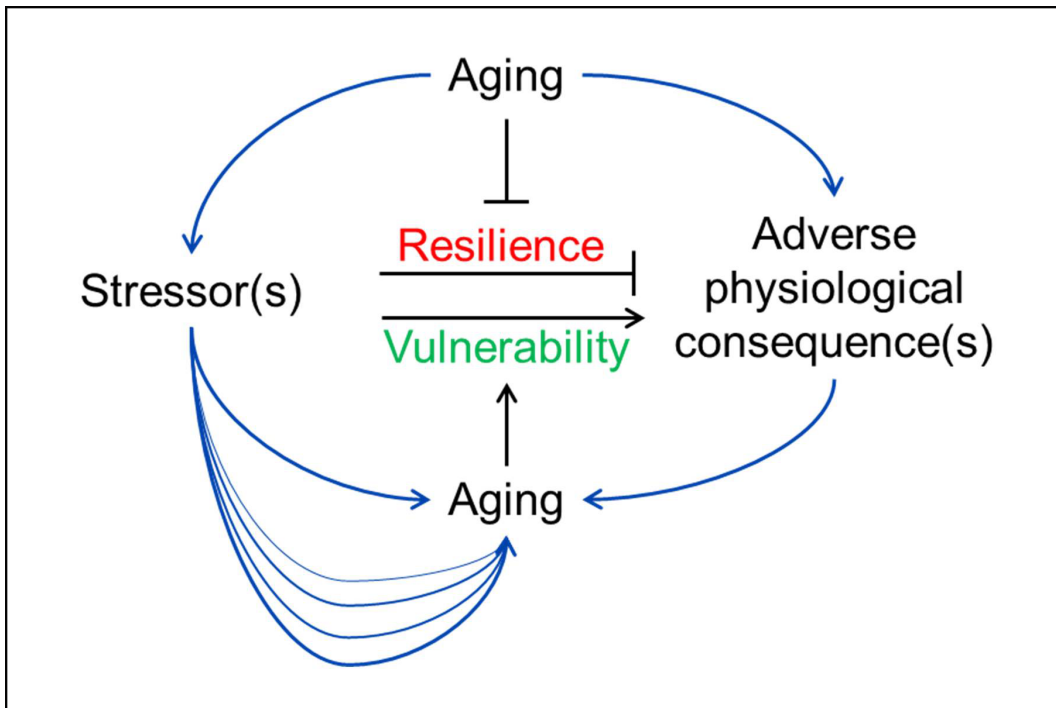 Aging
Resilience
Stressor(s)
Vulnerability
Adverse
physiological
consequence(s)
Aging